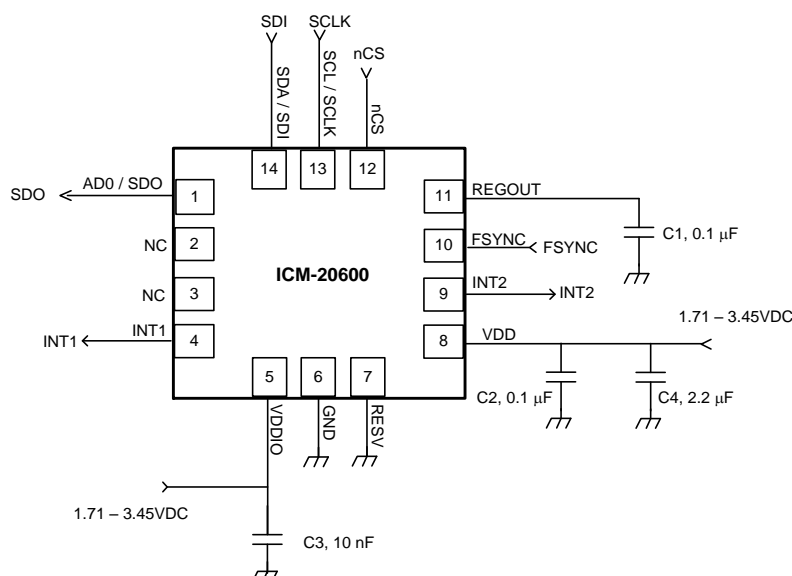 SDI
SCLK
nCS
SDA / SDI
SCL / SCLK
nCS
14
13
12
SDO
AD0 / SDO
1
11
REGOUT
C1, 0.1 µF
NC
2
10
FSYNC
FSYNC
ICM-20600
NC
3
9
INT2
INT2
INT1
INT1
4
8
VDD
1.71 – 3.45VDC
5
6
7
C2, 0.1 µF
C4, 2.2 µF
VDDIO
GND
RESV
1.71 – 3.45VDC
C3, 10 nF